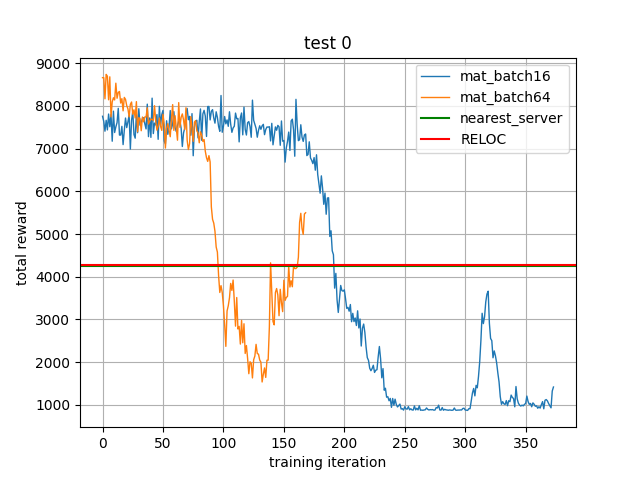 test 0
9000
8000
7000
6000
5000
4000
3000
2000
1000
total reward
mat_batch16
mat_batch64
nearest_server
RELOC
0 50 100 150 200 250 300 350
training iteration